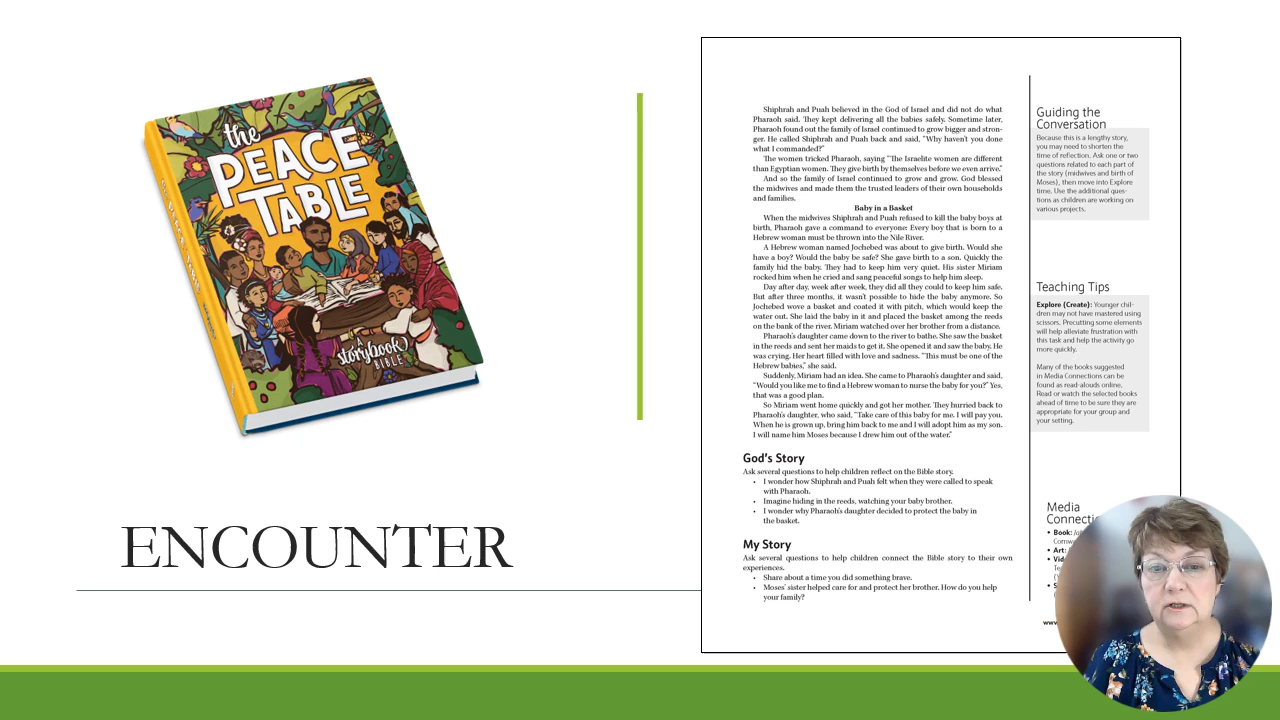 the
PEACE
TABLE
A
storybook
BIBLE
ENCOUNTER
Shiphrah and Puah believed in the God of Israel and did not do what
Pharaoh said. They kept delivering all the babies safely. Sometime later,
Pharaoh found out the family of Israel continued to grow bigger and stron-
ger. He called Shiphrah and Puah back and said, "Why haven't you done
what I commanded?"
The women tricked Pharaoh, saying "The Israelite women are different
than Egyptian women. They give birth by themselves before we even arrive."
And so the family of Israel continued to grow and grow. God blessed
the midwives and made them the trusted leaders of their own households
and families.
Baby in a Basket
When the midwives Shiphrah and Puah refused to kill the baby boys at
birth, Pharaoh gave a command to everyone: Every boy that is born to a
Hebrew woman must be thrown into the Nile River.
A Hebrew woman named Jochebed was about to give birth. Would she
have a boy? Would the baby be safe? She gave birth to a son. Quickly the
family hid the baby. They had to keep him very quiet. His sister Miriam
rocked him when he cried and sang peaceful songs to help him sleep.
Day after day, week after week, they did all they could to keep him safe.
But after three months, it wasn't possible to hide the baby anymore. So
Jochebed wove a basket and coated it with pitch, which would keep the
water out. She laid the baby in it and placed the basket among the reeds
on the bank of the river. Miriam watched over her brother from a distance.
Pharaoh's daughter came down to the river to bathe. She saw the basket
in the reeds and sent her maids to get it. She opened it and saw the baby. He
was crying. Her heart filled with love and sadness. "This must be one of the
Hebrew babies," she said.
Suddenly, Miriam had an idea. She came to Pharaoh's daughter and said,
"Would you like me to find a Hebrew woman to nurse the baby for you?" Yes,
that was a good plan.
So Miriam went home quickly and got her mother. They hurried back to
Pharaoh's daughter, who said, "Take care of this baby for me. I will pay you.
When he is grown up, bring him back to me and I will adopt him as my son.
I will name him Moses because I drew him out of the water."
God's Story
Ask several questions to help children reflect on the Bible story.
• I wonder how Shiphrah and Puah felt when they were called to speak
with Pharaoh.
• Imagine hiding in the reeds, watching your baby brother.
• I wonder why Pharaoh's daughter decided to protect the baby in
the basket.
My Story
Ask several questions to help children connect the Bible story to their own
experiences.
• Share about a time you did something brave.
• Moses' sister helped care for and protect her brother. How do you help
your family?
Guiding the
Conversation
Because this is a lengthy story,
you may need to shorten the
time of reflection. Ask one or two
questions related to each part of
the story (midwives and birth of
Moses), then move into Explore
time. Use the additional ques-
tions as children are working on
various projects.
Teaching Tips
Explore (Create): Younger chil-
dren may not have mastered using
scissors. Precutting some elements
will help alleviate frustration with
this task and help the activity go
more quickly.
Many of the books suggested
in Media Connections can be
found as read-alouds online.
Read or watch the selected books
ahead of time to be sure they are
appropriate for your group and
your setting.
Media
• Book:
• Art: